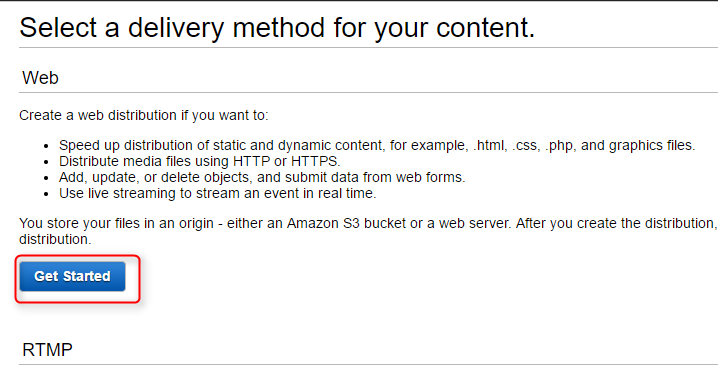 Select a delivery method for your content.
Web
Create a web distribution if you want to:
• Speed up distribution of static and dynamic content, for example, .html, .css, .php, and graphics files.
• Distribute media files using HTTP or HTTPS.
• Add, update, or delete objects, and submit data from web forms.
• Use live streaming to stream an event in real time.
You store your files in an origin - either an Amazon S3 bucket or a web server. After you create the distribution,
distribution.
Get Started
RTMP